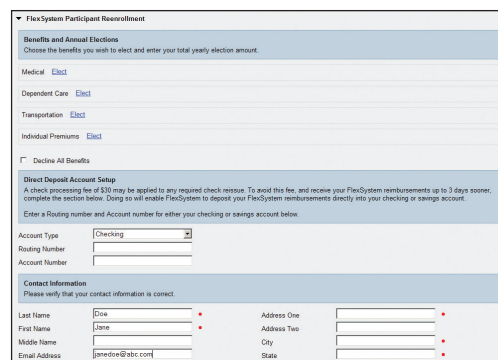 FlexSystem Participant Reenrollment
Benefits and Annual Elections
Choose the benefits you wish to elect and enter your total yearly election amount.
Medical Elect
Dependent Care Elect
Transportation Elect
Individual Premiums Elect
Decline All Benefits
Direct Deposit Account Setup
A check processing fee of $30 may be applied to any required check reissue. To avoid this fee, and receive your FlexSystem reimbursements up to 3 days sooner,
complete the section below. Doing so will enable FlexSystem to deposit your FlexSystem reimbursements directly into your checking or savings account.
Enter a Routing number and Account number for either your checking or savings account below.
Account Type Checking
Routing Number
Account Number
Contact Information
Please verify that your contact information is correct.
Last Name Doe • Address One •
First Name Jane • Address Two
Middle Name City •
Email Address janedoe@abc.com State •